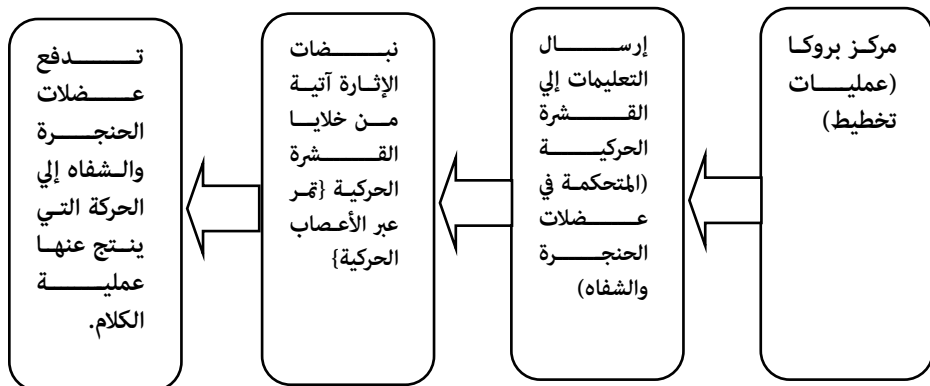 مركز بروكا
(عمليات
تخطيط)
إرسال
التعليمات إلي
القشرة
الحركية
(المتحكمة في
عضلات
الحنجرة
والشفاه)
نبضات
الإثارة آتية
من خلايا
القشرة
الحركية {تمر
عبر الأعصاب
الحركية}
تدفع
عضلات
الحنجرة
والشفاه إلي
الحركة التي
ينتج عنها
عملية
الكلام.